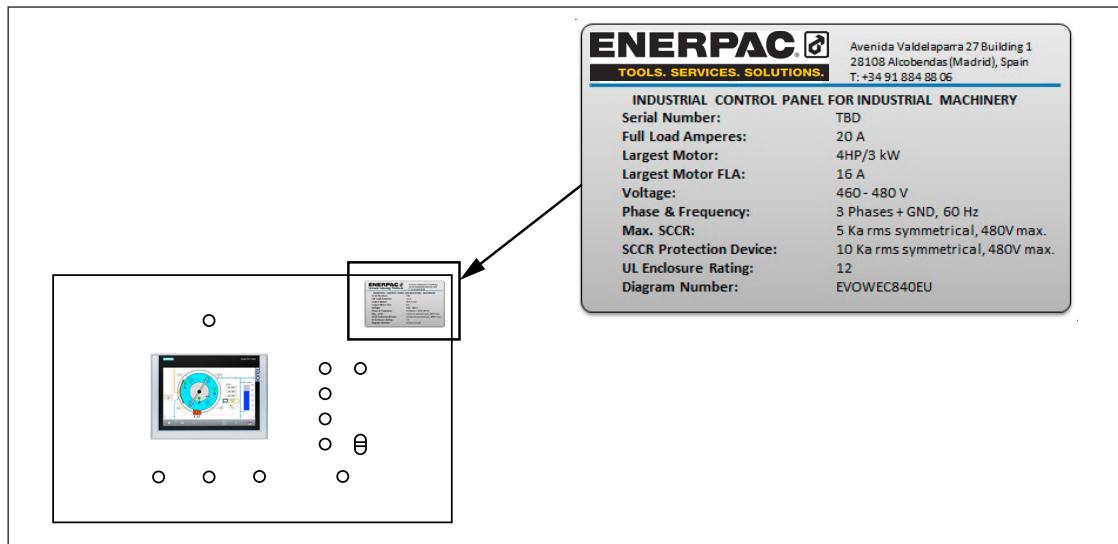 ENERPAC.
TOOLS. SERVICES. SOLUTIONS.
Avenida Valdelaparra 27 Building 1
28108 Alcobendas (Madrid), Spain
T: +34 91 884 88 06
INDUSTRIAL CONTROL PANEL FOR INDUSTRIAL MACHINERY
Serial Number: TBD
Full Load Amperes: 20 A
Largest Motor: 4HP/3 kW
Largest Motor FLA: 16 A
Voltage: 460 - 480 V
Phase & Frequency: 3 Phases + GND, 60 Hz
Max. SCCR: 5 Ka rms symmetrical, 480V max.
SCCR Protection Device: 10 Ka rms symmetrical, 480V max.
UL Enclosure Rating: 12
Diagram Number: EVOWEC840EU
ENERPAC